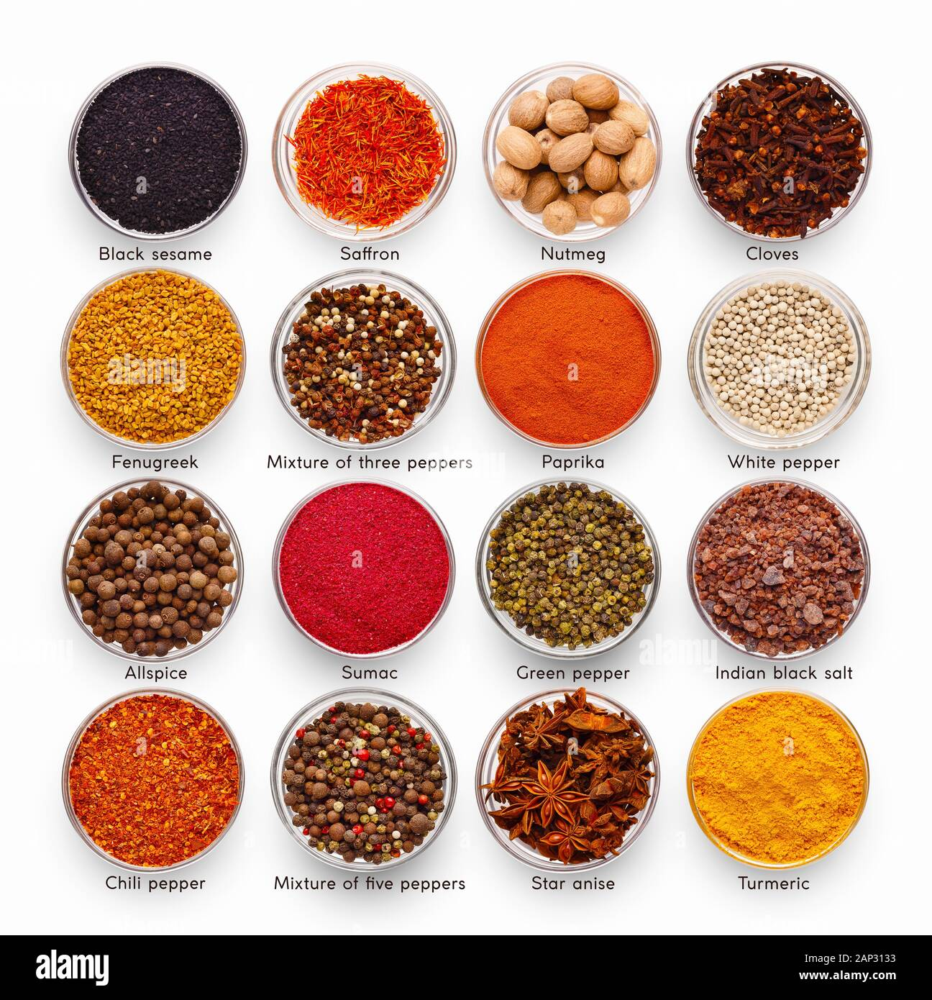 Black sesame
Saffron
Nutmeg
Cloves
Fenugreek
Mixture of three peppers
Paprika
White pepper
Allspice
Sumac
Green pepper
Indian black salt
Chili pepper
Mixture of five peppers
Star anise
Turmeric
a
alamy
alamy
Image ID: 2AP3133
www.alamy.com